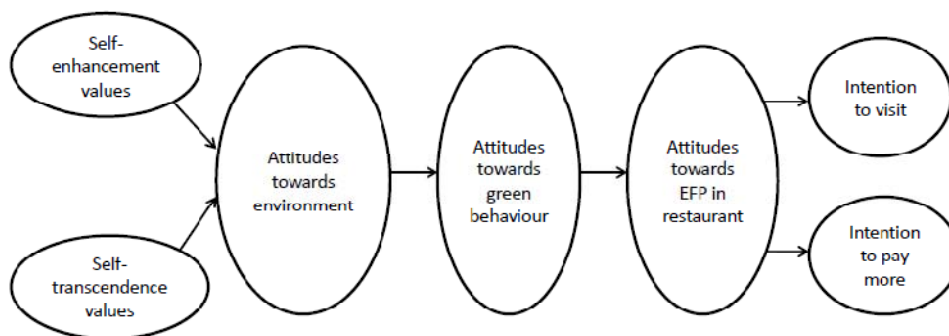 Self-
enhancement
values
Self-
transcendence
values
Attitudes
towards
environment
Attitudes
towards
green
behaviour
Attitudes
towards
EFP in
restaurant
Intention
to visit
Intention
to pay
more